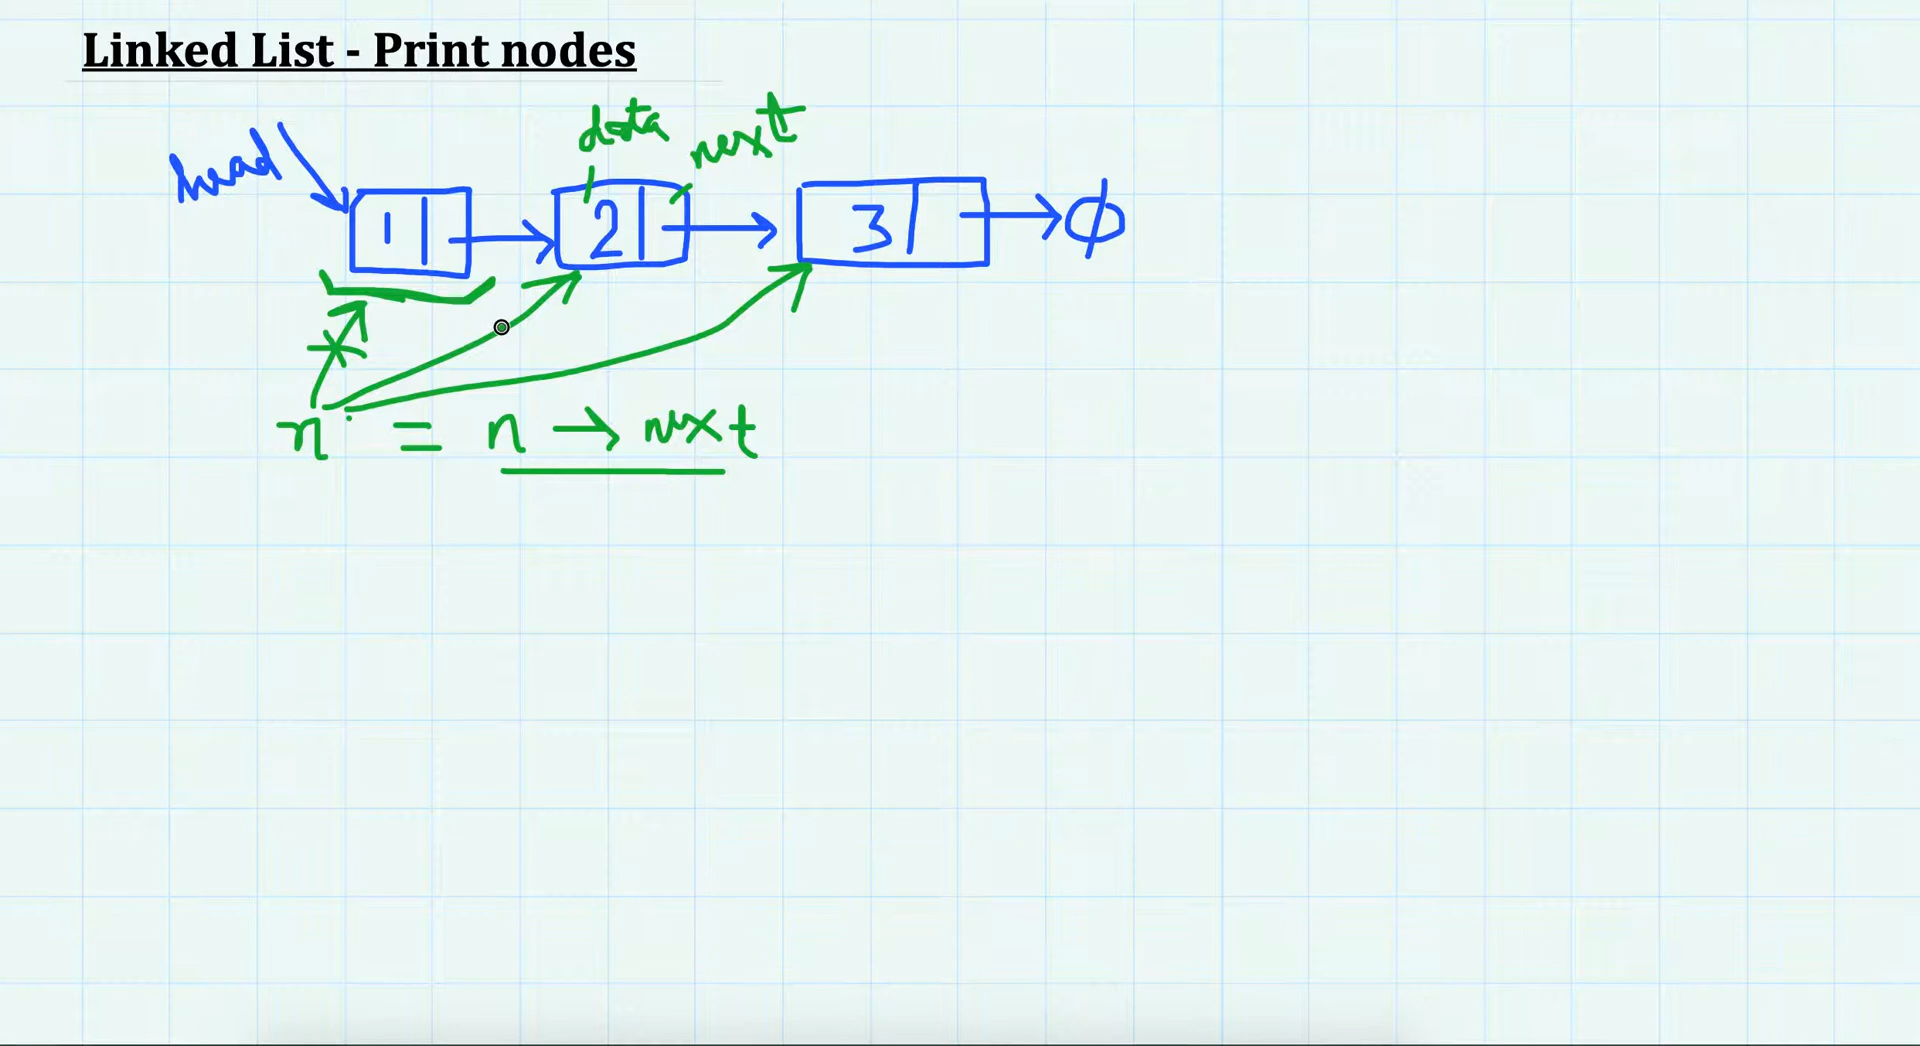 Linked List - Print nodes
data next
head
1 2 3 ϕ
n = n → next